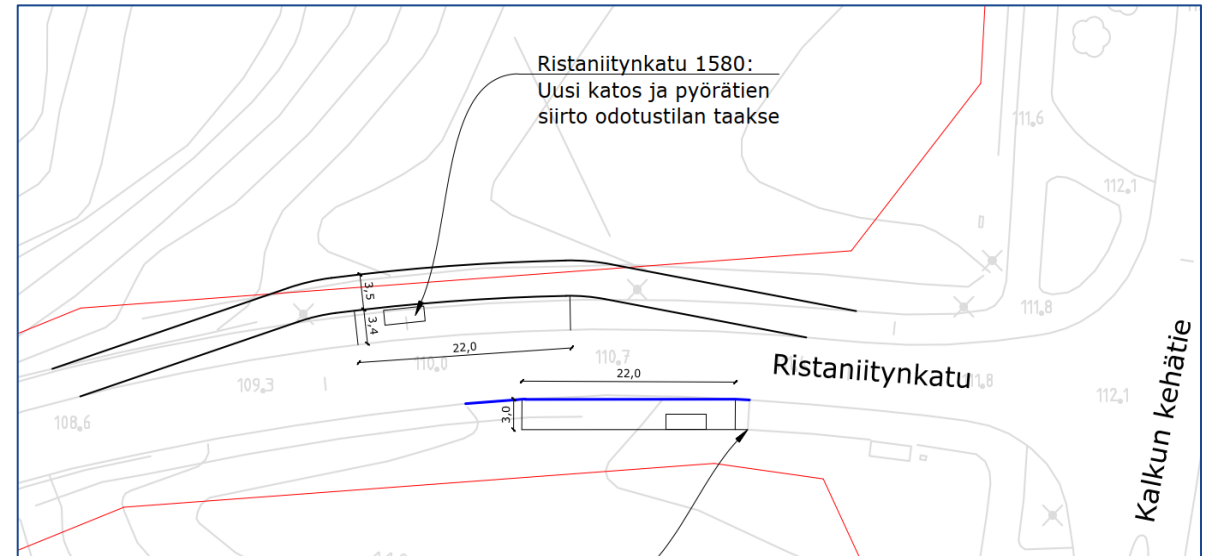 Ristaniitynkatu 1580:
Uusi katos ja pyörätien
siirto odotustilan taakse
111.6
112.1
3,5
3,4
111.8
22,0
110.0
110.7
Ristaniitynkatu
109.3
22,0
112.1
108.6
3,0
Kalkun kehätie